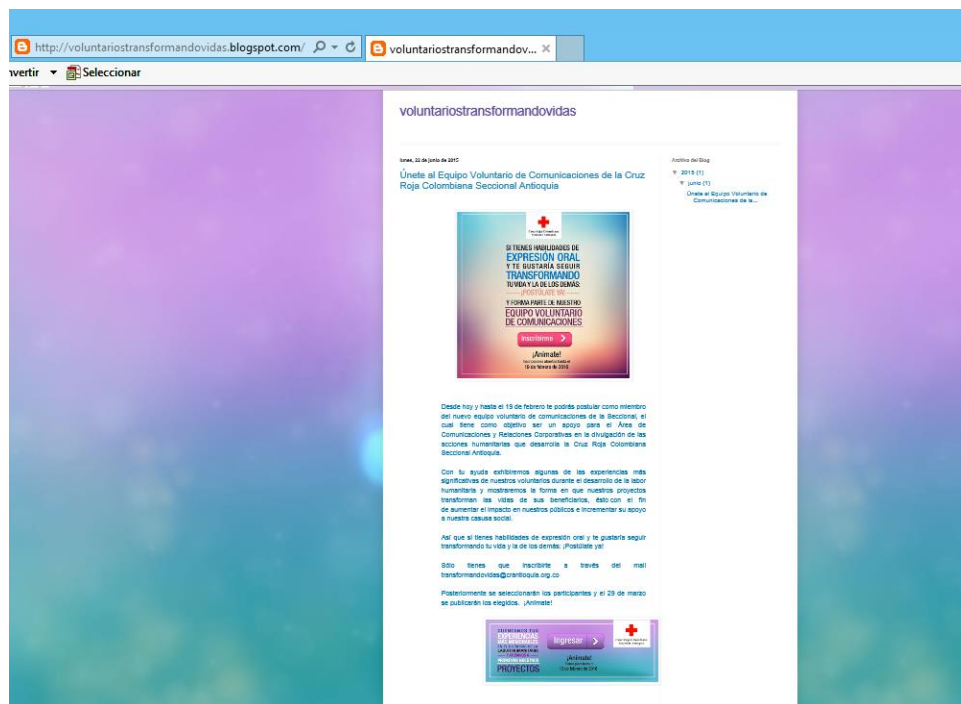 http://voluntariostransformandovidas.blogspot.com/
voluntariostransformandov...
nvertir
Seleccionar
voluntariostransformandovidas
lunes, 22 de junio de 2015
Únete al Equipo Voluntario de Comunicaciones de la Cruz
Roja Colombiana Seccional Antioquia
SI TIENES HABILIDADES DE
EXPRESIÓN ORAL
Y TE GUSTARÍA SEGUIR
TRANSFORMANDO
TU VIDA Y LA DE LOS DEMÁS:
¡POSTÚLATE YA!
Y FORMA PARTE DE NUESTRO
EQUIPO VOLUNTARIO
DE COMUNICACIONES
Inscribirme
¡Anímate!
19 de febrero de 2016
Desde hoy y hasta el 19 de febrero te podrás postular como miembro
del nuevo equipo voluntario de comunicaciones de la Seccional, el
cual tiene como objetivo ser un apoyo para el Área de
Comunicaciones y Relaciones Corporativas en la divulgación de las
acciones humanitarias que desarrolla la Cruz Roja Colombiana
Seccional Antioquia.
Con tu ayuda exhibiremos algunas de las experiencias más
significativas de nuestros voluntarios durante el desarrollo de la labor
humanitaria y mostraremos la forma en que nuestros proyectos
transforman las vidas de sus beneficiarios, ésto con el fin
de aumentar el impacto en nuestros públicos e incrementar su apoyo
a nuestra casusa social.
Así que si tienes habilidades de expresión oral y te gustaría seguir
transformando tu vida y la de los demás: ¡Postúlate ya!
Sólo tienes que inscribirte a través del mail
transformandovidas@crantioquia.org.co
Posteriormente se seleccionarán los participantes y el 29 de marzo
se publicarán los elegidos. ¡Anímate!
EXPERIENCIAS
MÁS MEMORABLES
PROYECTOS
Ingresar
¡Anímate!
Archivo del Blog
▼ 2015 (1)
▼ junio (1)
Únete al Equipo Voluntario de
Comunicaciones de la...